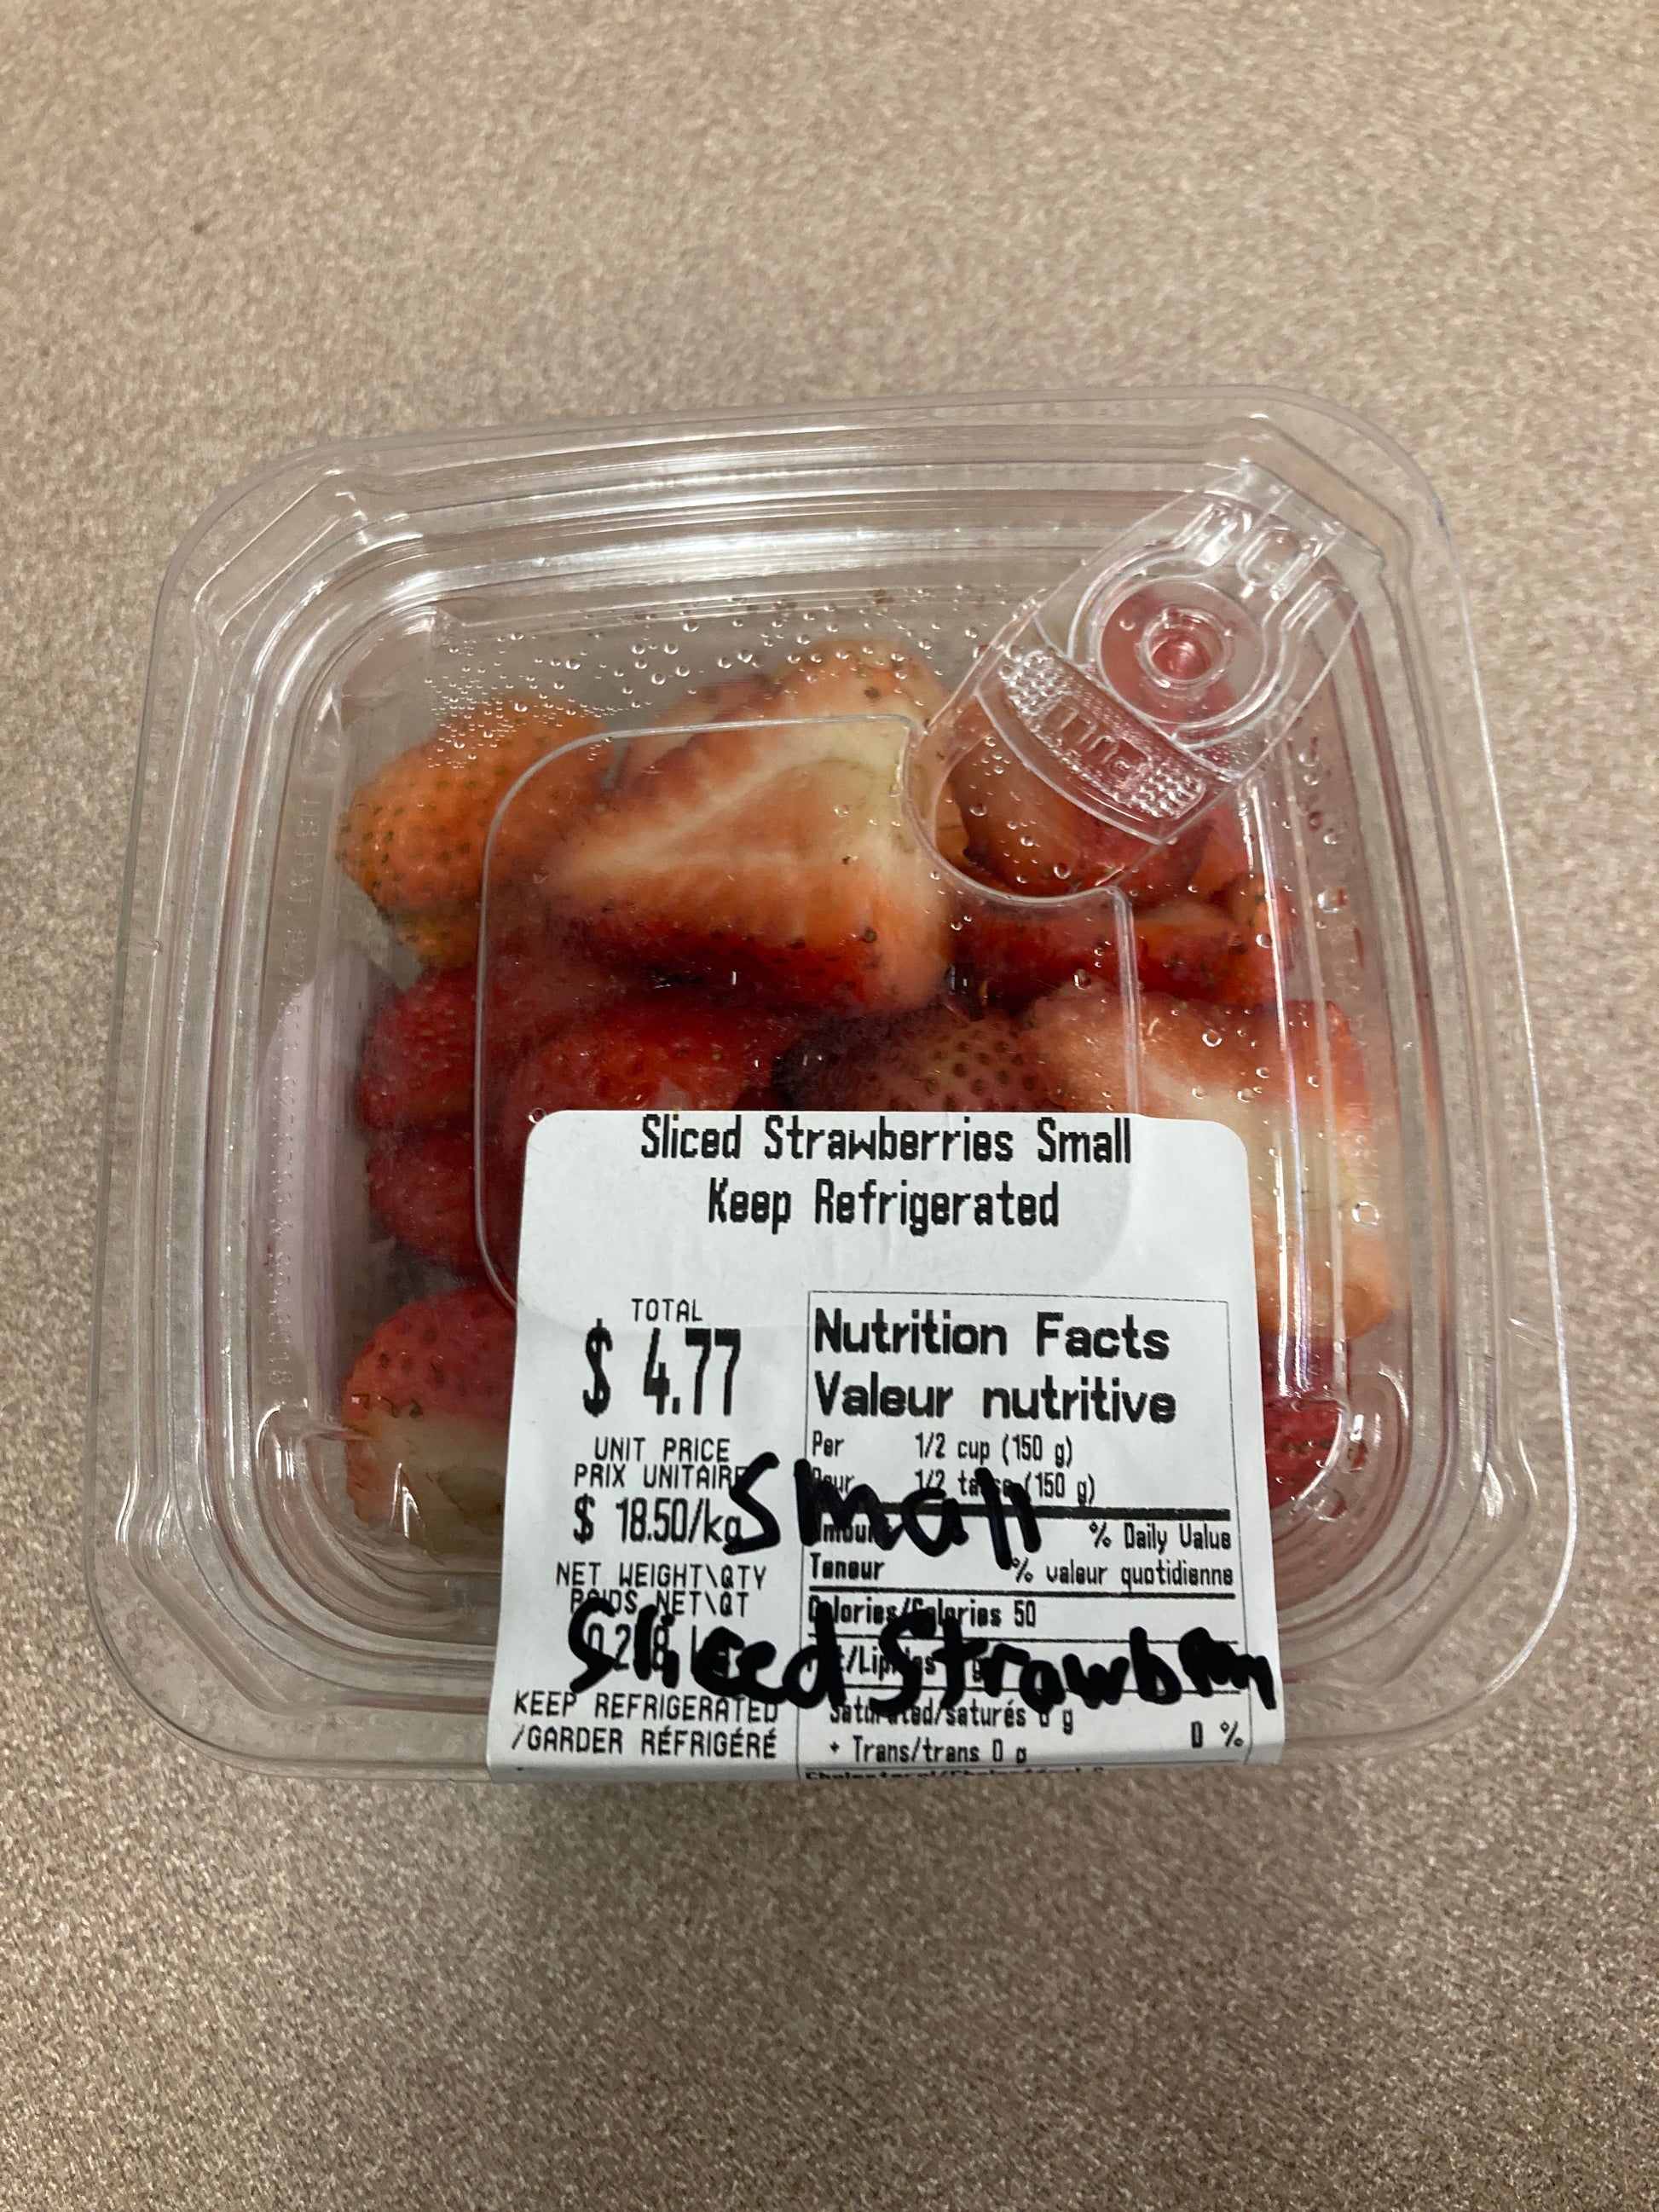 PULL
Sliced Strawberries Small
Keep Refrigerated
TOTAL
$ 4.77
UNIT PRICE
PRIX UNITAIRE
$ 18.50/kg
NET WEIGHT\QTY
POIDS NET\QT
KEEP REFRIGERATED
/GARDER RÉFRIGÉRÉ
Nutrition Facts
Valeur nutritive
Per 1/2 cup (150 g)
Pour 1/2 tasse (150 g)
Amount % Daily Value
Teneur % valeur quotidienne
Calories/Calories 50
Saturated/saturés 0 g
+ Trans/trans 0 g
0 %
Small
Sliced